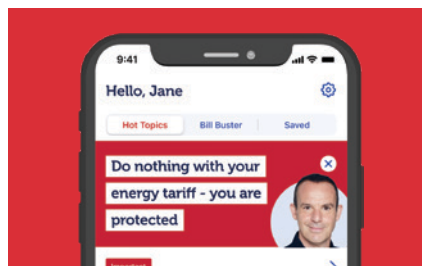 9:41
Hello, Jane
Hot Topics Bill Buster Saved
Do nothing with your
energy tariff - you are
protected